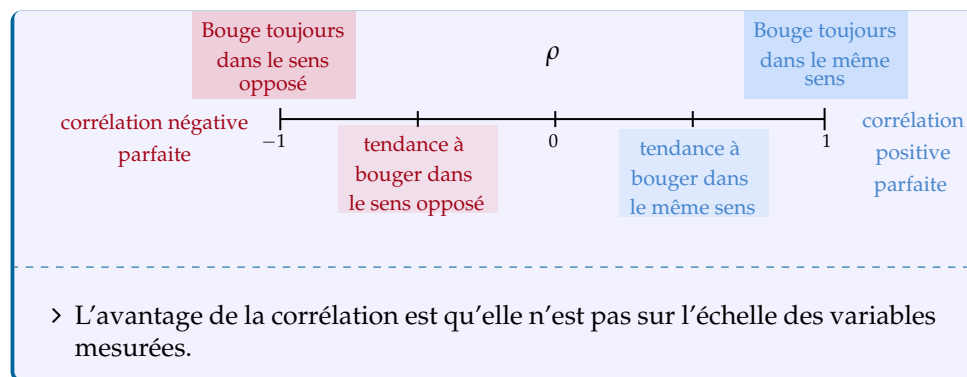 Bouge toujours
dans le sens
opposé
ρ
Bouge toujours
dans le même
sens
corrélation négative
parfaite
−1
0
1
corrélation
positive
parfaite
tendance à
bouger dans
le sens opposé
tendance à
bouger dans
le même sens
> L'avantage de la corrélation est qu'elle n'est pas sur l'échelle des variables
mesurées.